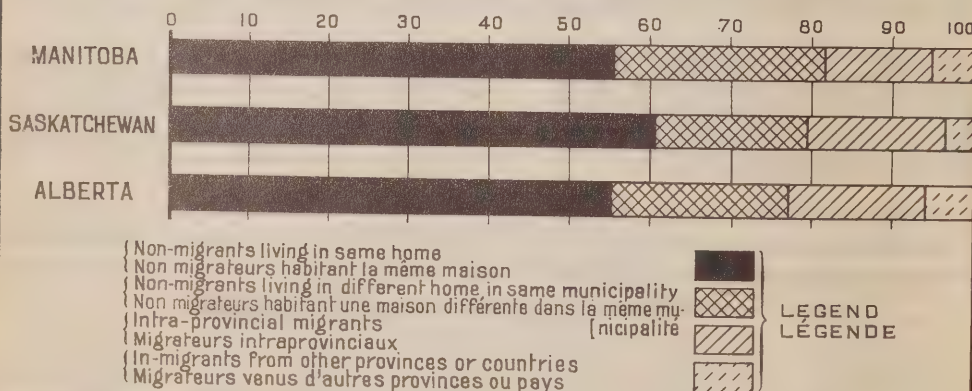 0 10 20 30 40 50 60 70 80 90 100
MANITOBA
SASKATCHEWAN
ALBERTA
Non-migrants living in same home
Non migrateurs habitant la même maison
Non-migrants living in different home in same municipality
Non migrateurs habitant une maison différente dans la même mu-
[nicipalité
Intra-provincial migrants
Migrateurs intraprovinciaux
In-migrants from other provinces or countries
Migrateurs venus d'autres provinces ou pays
LEGEND
LÉGENDE